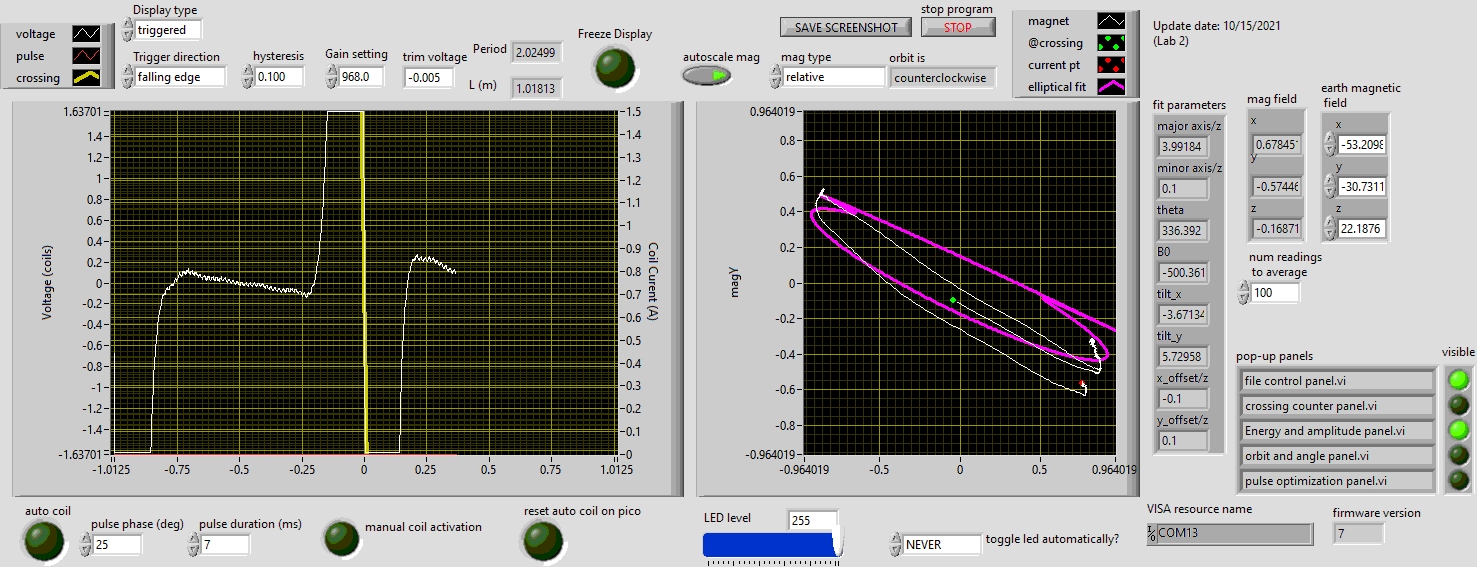 Display type
triggered
voltage
pulse
crossing
Trigger direction
falling edge
hysteresis
0.100
Gain setting
968.0
trim voltage
-0.005
Period
2.02499
L (m)
1.01813
Freeze Display
SAVE SCREENSHOT
stop program
STOP
autoscale mag
mag type
relative
orbit is
counterclockwise
magnet
@crossing
current pt
elliptical fit
Update date: 10/15/2021
(Lab 2)
Voltage (coils)
1.63701
1.4
1.2
1
0.8
0.6
0.4
0.2
0
-0.2
-0.4
-0.6
-0.8
-1
-1.2
-1.4
-1.63701
-1.0125
-0.75
-0.5
-0.25
0
0.25
0.5
0.75
1.0125
1.5
1.4
1.3
1.2
1.1
1
0.9
0.8
0.7
0.6
0.5
0.4
0.3
0.2
0.1
0
Coil Current (A)
magY
0.964019
0.8
0.6
0.4
0.2
0
-0.2
-0.4
-0.6
-0.8
-0.964019
-0.964019
-0.5
0
0.5
0.964019
fit parameters
major axis/z
3.99184
minor axis/z
0.1
theta
336.392
B0
-500.361
tilt_x
-3.67134
tilt_y
5.72958
x_offset/z
-0.1
y_offset/z
0.1
mag field
x
0.67845
y
-0.57446
z
-0.16871
earth magnetic
field
x
-53.2098
y
-30.7311
z
22.1876
num readings
to average
100
pop-up panels
visible
file control panel.vi
crossing counter panel.vi
Energy and amplitude panel.vi
orbit and angle panel.vi
pulse optimization panel.vi
auto coil
pulse phase (deg)
25
pulse duration (ms)
7
manual coil activation
reset auto coil on pico
LED level
255
NEVER
toggle led automatically?
VISA resource name
COM13
firmware version
7